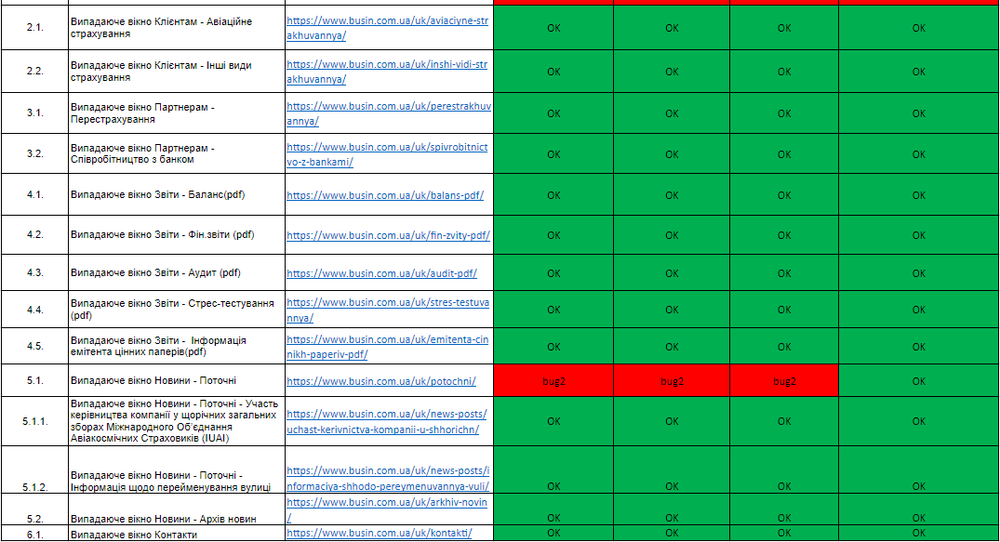 2.1.
Випадаюче вікно Клієнтам - Авіаційне
страхування
https://www.busin.com.ua/uk/aviaciyne-str
akhuvannya/
OK OK OK OK
2.2.
Випадаюче вікно Клієнтам - Інші види
страхування
https://www.busin.com.ua/uk/inshi-vidi-str
akhuvannya/
OK OK OK OK
3.1.
Випадаюче вікно Партнерам -
Перестрахування
https://www.busin.com.ua/uk/perestrakhuv
annya/
OK OK OK OK
3.2.
Випадаюче вікно Партнерам -
Співробітництво з банком
https://www.busin.com.ua/uk/spivrobitnict
vo-z-bankami/
OK OK OK OK
4.1.
Випадаюче вікно Звіти - Баланс(pdf)
https://www.busin.com.ua/uk/balans-pdf/
OK OK OK OK
4.2.
Випадаюче вікно Звіти - Фін.звіти (pdf)
https://www.busin.com.ua/uk/fin-zvity-pdf/
OK OK OK OK
4.3.
Випадаюче вікно Звіти - Аудит (pdf)
https://www.busin.com.ua/uk/audit-pdf/
OK OK OK OK
4.4.
Випадаюче вікно Звіти - Стрес-тестування
(pdf)
https://www.busin.com.ua/uk/stres-testuva
nnya/
OK OK OK OK
4.5.
Випадаюче вікно Звіти - Інформація
емітента цінних паперів(pdf)
https://www.busin.com.ua/uk/emitenta-cin
nikh-paperiv-pdf/
OK OK OK OK
5.1.
Випадаюче вікно Новини - Поточні
https://www.busin.com.ua/uk/potochni/
bug2 bug2 bug2 OK
5.1.1.
Випадаюче вікно Новини - Поточні - Участь
керівництва компанії у щорічних загальних
зборах Міжнародного Об'єднання
Авіакосмічних Страховиків (IUAI)
https://www.busin.com.ua/uk/news-posts/
uchast-kerivnictva-kompanii-u-shhorichn/
OK OK OK OK
5.1.2.
Випадаюче вікно Новини - Поточні -
Інформація щодо перейменування вулиці
https://www.busin.com.ua/uk/news-posts/i
nformaciya-shhodo-pereymenuvannya-vuli/
OK OK OK OK
5.2.
Випадаюче вікно Новини - Архів новин
https://www.busin.com.ua/uk/arkhiv-novin
/
OK OK OK OK
6.1.
Випадаюче вікно Контакти
https://www.busin.com.ua/uk/kontakti/
OK OK OK OK